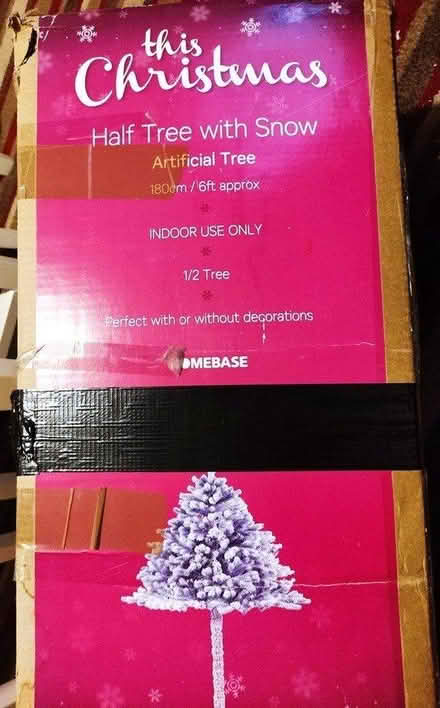 this
Christmas
Half Tree with Snow
Artificial Tree
180cm / 6ft approx
INDOOR USE ONLY
1/2 Tree
Perfect with or without decorations
OMEBASE